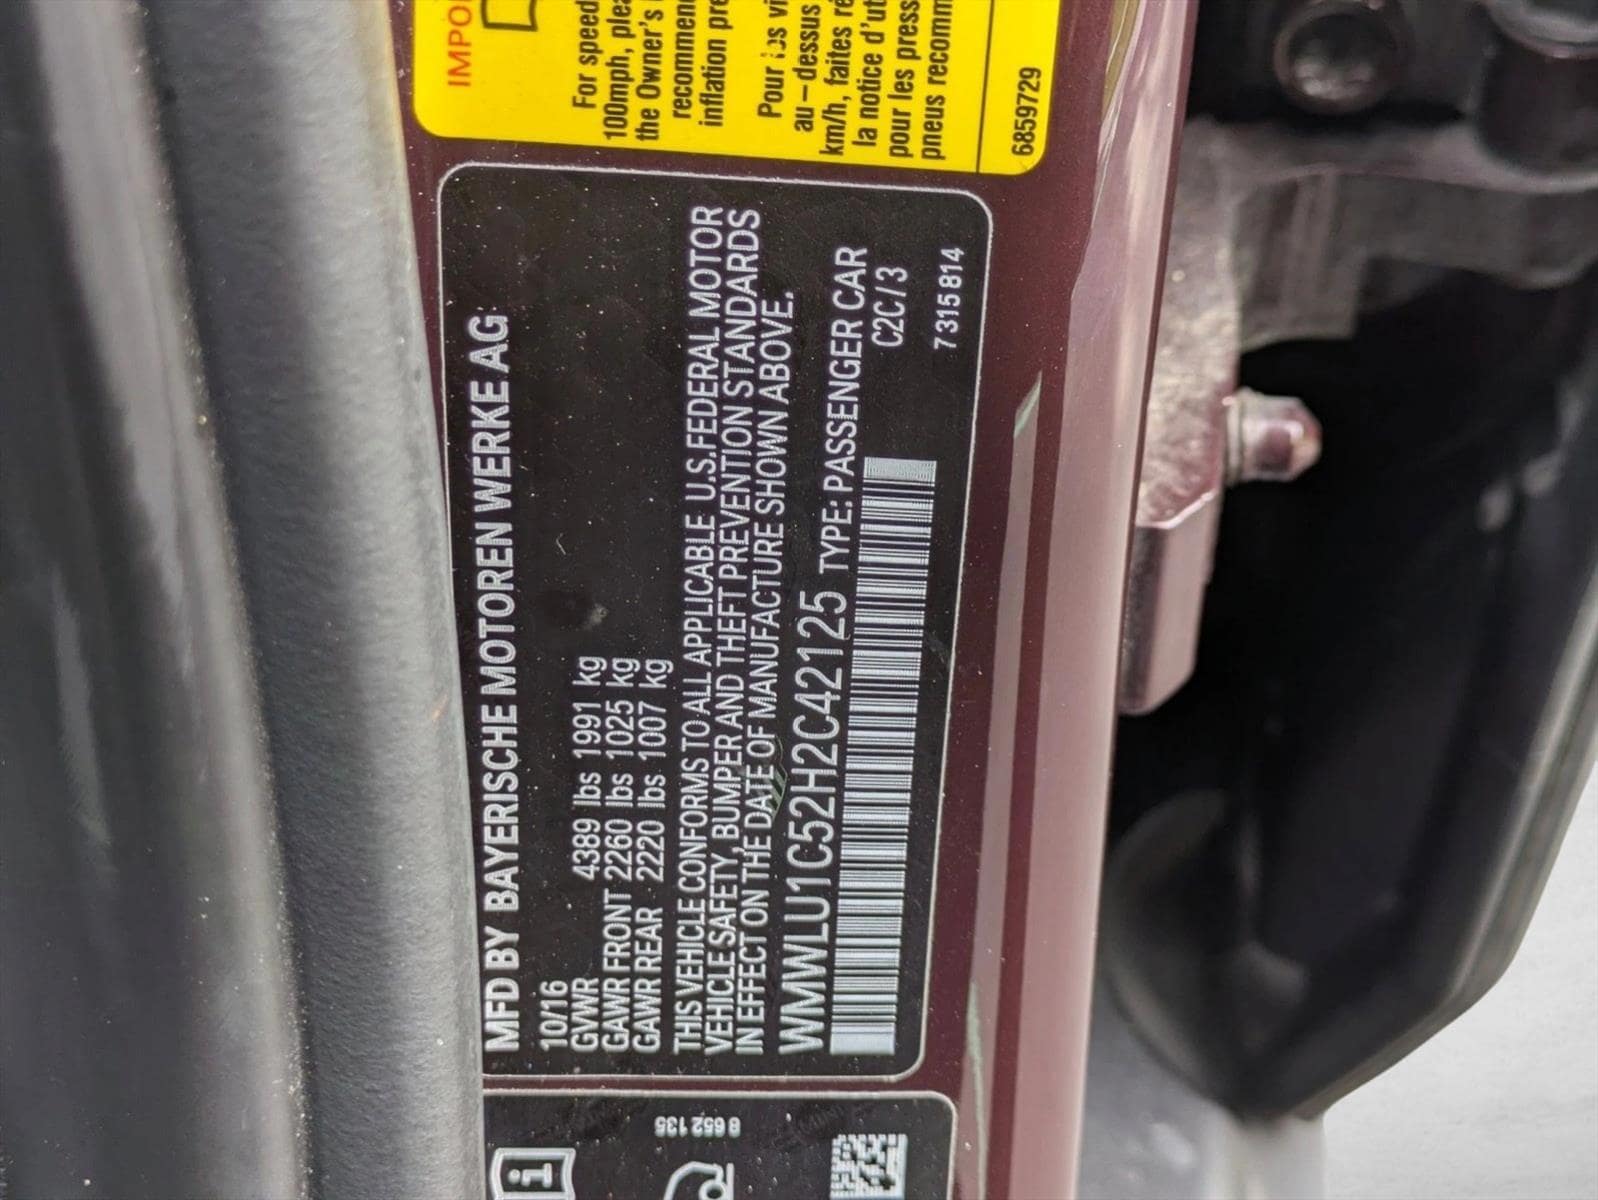 IMPO
For speed
100mph, plea
the Owner's
recommen
inflation pre
Pour les vi
au-dessus
km/h, faites ré
la notice d'ut
pour les press
pneus recomm
6859729
MFD BY BAYERISCHE MOTOREN WERKE AG
10/16
GVWR 4389 lbs 1991 kg
GAWR FRONT 2260 lbs 1025 kg
GAWR REAR 2220 lbs 1007 kg
THIS VEHICLE CONFORMS TO ALL APPLICABLE U.S.FEDERAL MOTOR
VEHICLE SAFETY, BUMPER AND THEFT PREVENTION STANDARDS
IN EFFECT ON THE DATE OF MANUFACTURE SHOWN ABOVE.
WMWLU1C52H2C42125 TYPE: PASSENGER CAR
C2C/3
7315814
i
8 652 135